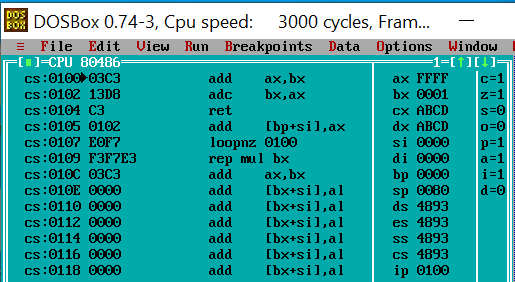 DOS BOX DOSBox 0.74-3, Cpu speed: 3000 cycles, Fram... —
≡ File Edit View Run Breakpoints Data Options Window
[■]=CPU 80486 1=[↑][↓]
cs:0100►03C3 add ax,bx ax FFFF c=1
cs:0102 13D8 adc bx,ax bx 0001 z=1
cs:0104 C3 ret cx ABCD s=0
cs:0105 0102 add [bp+si],ax dx ABCD o=0
cs:0107 E0F7 loopnz 0100 si 0000 p=1
cs:0109 F3F7E3 rep mul bx di 0000 a=1
cs:010C 03C3 add ax,bx bp 0000 i=1
cs:010E 0000 add [bx+si],al sp 0080 d=0
cs:0110 0000 add [bx+si],al ds 4893
cs:0112 0000 add [bx+si],al es 4893
cs:0114 0000 add [bx+si],al ss 4893
cs:0116 0000 add [bx+si],al cs 4893
cs:0118 0000 add [bx+si],al ip 0100